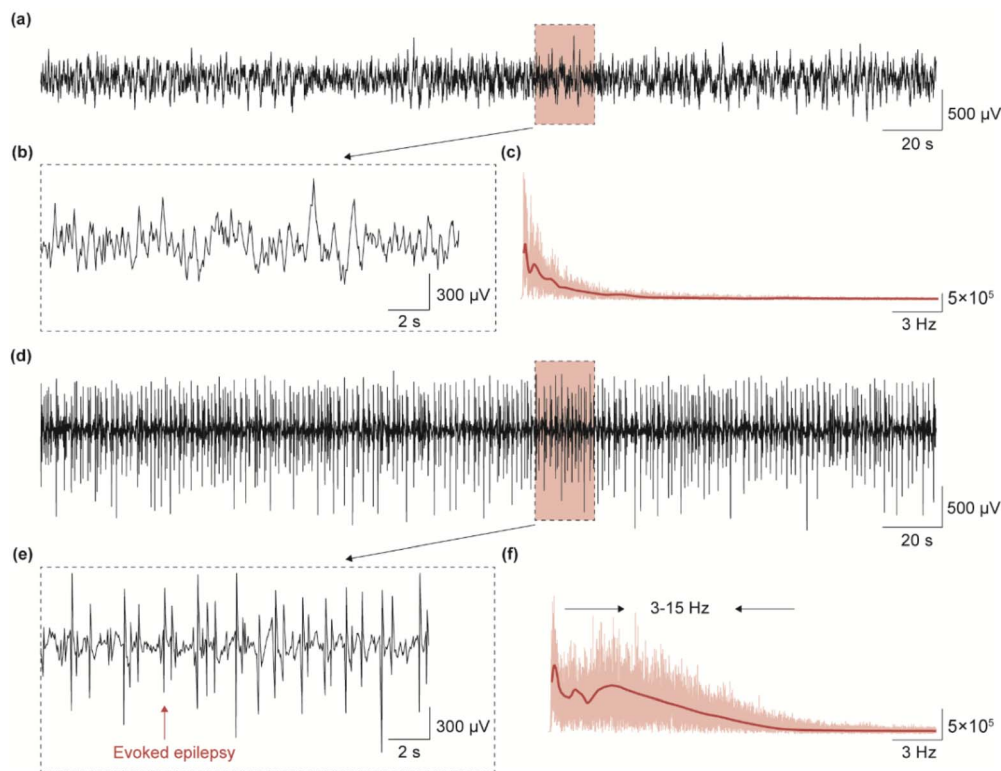 (a)
500 µV
20 s
(b)
(c)
300 µV
2 s
5×10⁵
3 Hz
(d)
500 µV
20 s
(e)
(f)
3-15 Hz
300 µV
2 s
Evoked epilepsy
5×10⁵
3 Hz